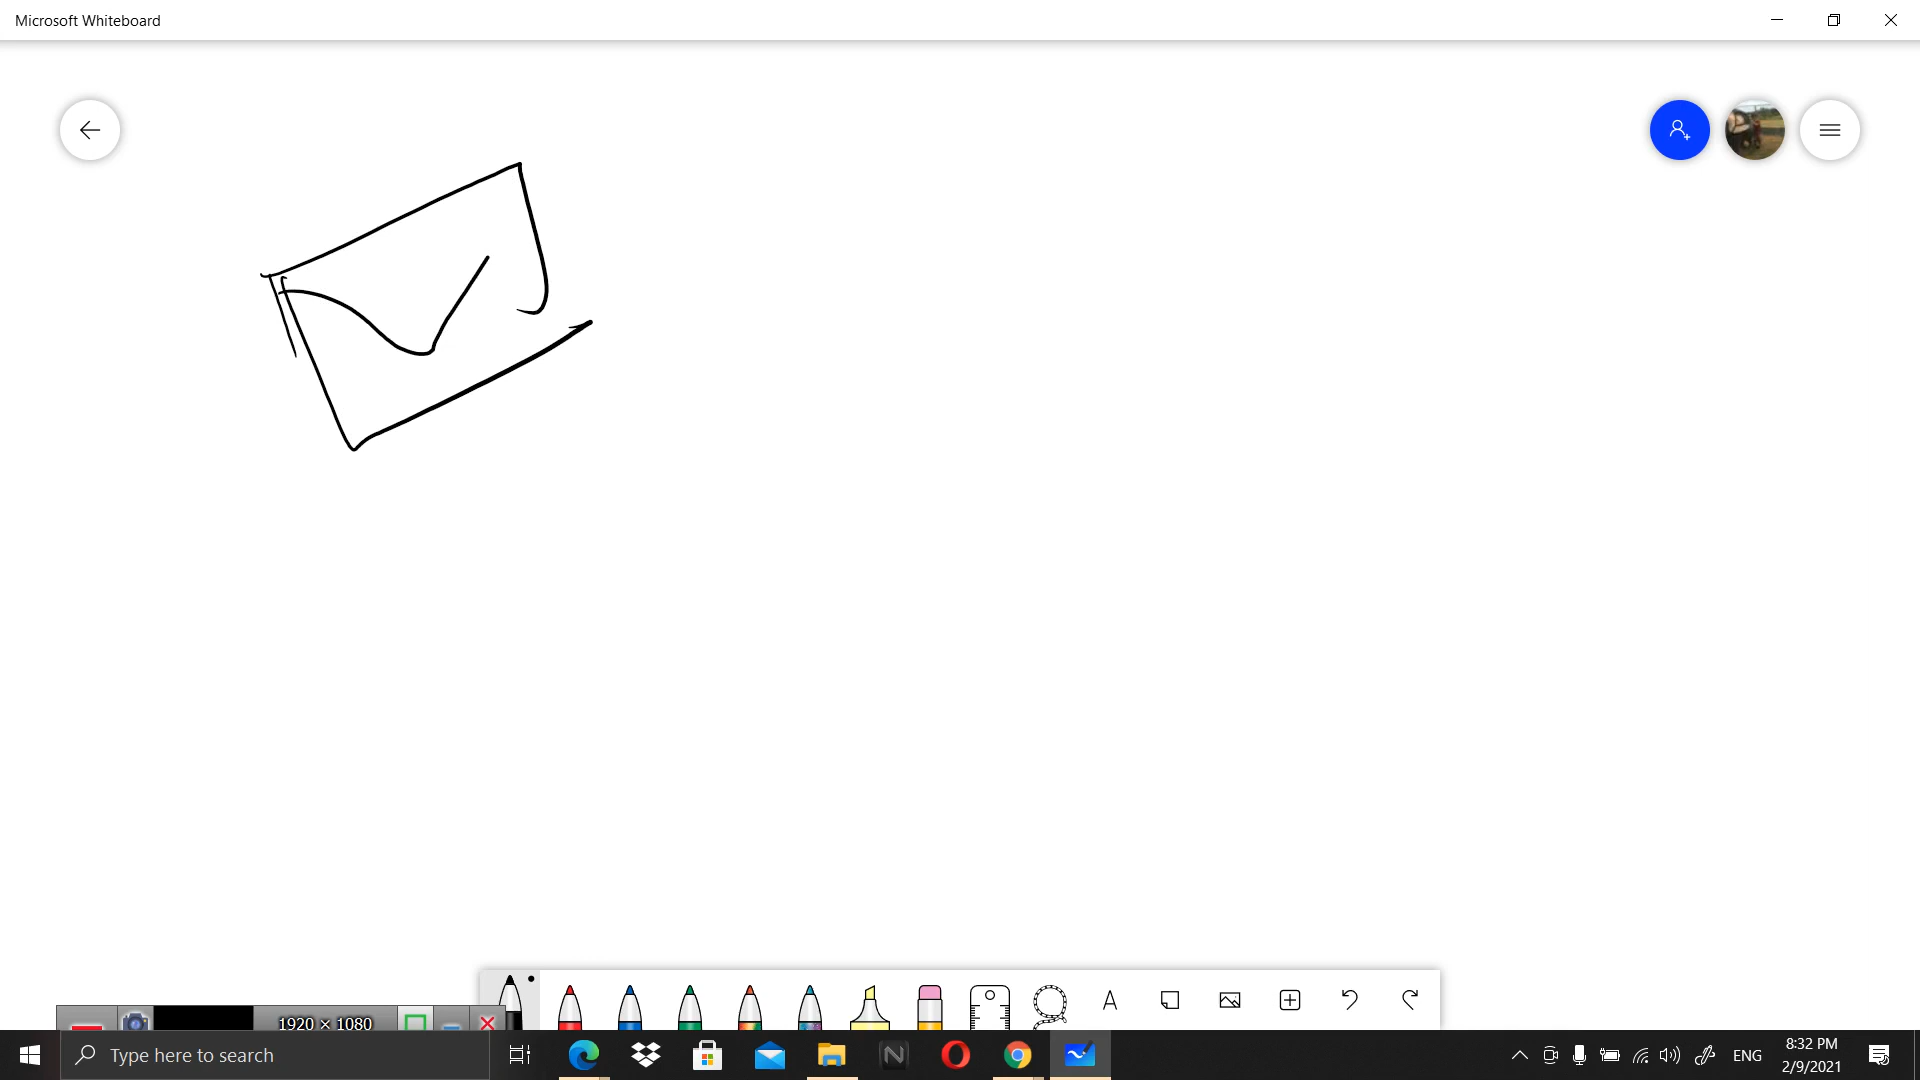 Microsoft Whiteboard
A
1920 × 1080
Type here to search
N
ENG
8:32 PM
2/9/2021